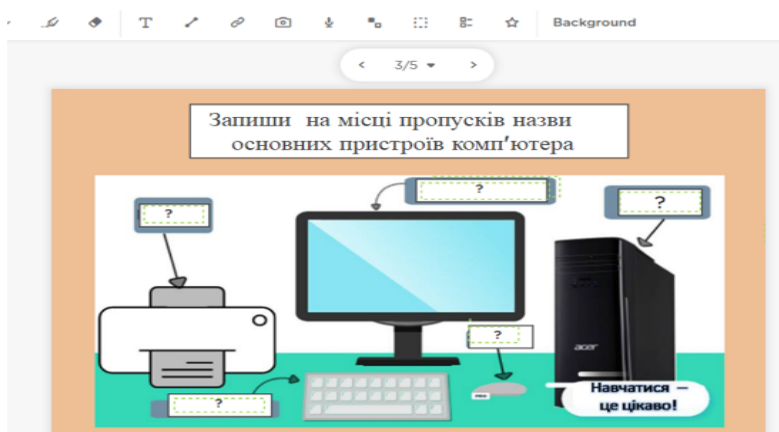 T
Background
3/5
Запиши на місці пропусків назви
основних пристроїв комп'ютера
?
?
?
?
acer
?
Навчатися –
це цікаво!